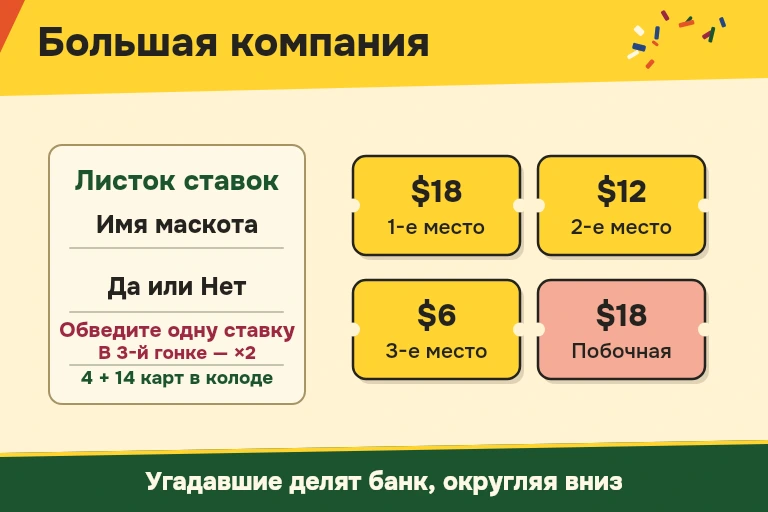 Большая компания
Листок ставок
Имя маскота
Да или Нет
Обведите одну ставку
В 3-й гонке — ×2
4 + 14 карт в колоде
$18
1-е место
$12
2-е место
$6
3-е место
$18
Побочная
Угадавшие делят банк, округляя вниз